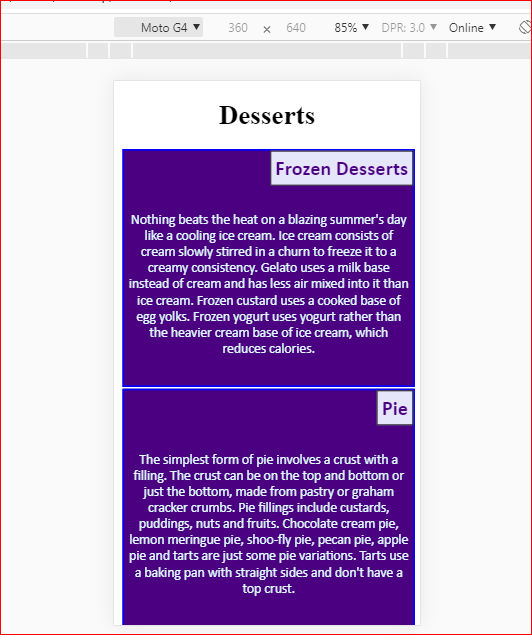 Moto G4 ▼ 360 × 640 85% ▼ DPR: 3.0 ▼ Online ▼
Desserts
Frozen Desserts
Nothing beats the heat on a blazing summer's day
like a cooling ice cream. Ice cream consists of
cream slowly stirred in a churn to freeze it to a
creamy consistency. Gelato uses a milk base
instead of cream and has less air mixed into it than
ice cream. Frozen custard uses a cooked base of
egg yolks. Frozen yogurt uses yogurt rather than
the heavier cream base of ice cream, which
reduces calories.
Pie
The simplest form of pie involves a crust with a
filling. The crust can be on the top and bottom or
just the bottom, made from pastry or graham
cracker crumbs. Pie fillings include custards,
puddings, nuts and fruits. Chocolate cream pie,
lemon meringue pie, shoo-fly pie, pecan pie, apple
pie and tarts are just some pie variations. Tarts use
a baking pan with straight sides and don't have a
top crust.